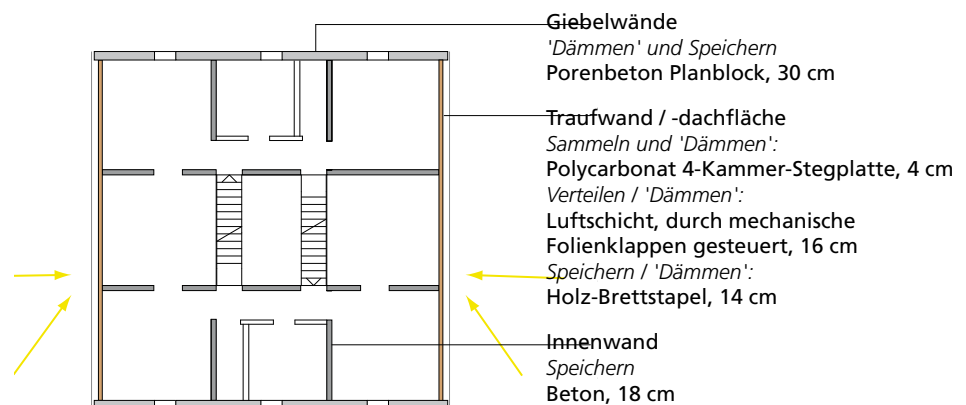 Giebelwände
'Dämmen' und Speichern
Porenbeton Planblock, 30 cm
Traufwand / -dachfläche
Sammeln und 'Dämmen':
Polycarbonat 4-Kammer-Stegplatte, 4 cm
Verteilen / 'Dämmen':
Luftschicht, durch mechanische
Folienklappen gesteuert, 16 cm
Speichern / 'Dämmen':
Holz-Brettstapel, 14 cm
Innenwand
Speichern
Beton, 18 cm